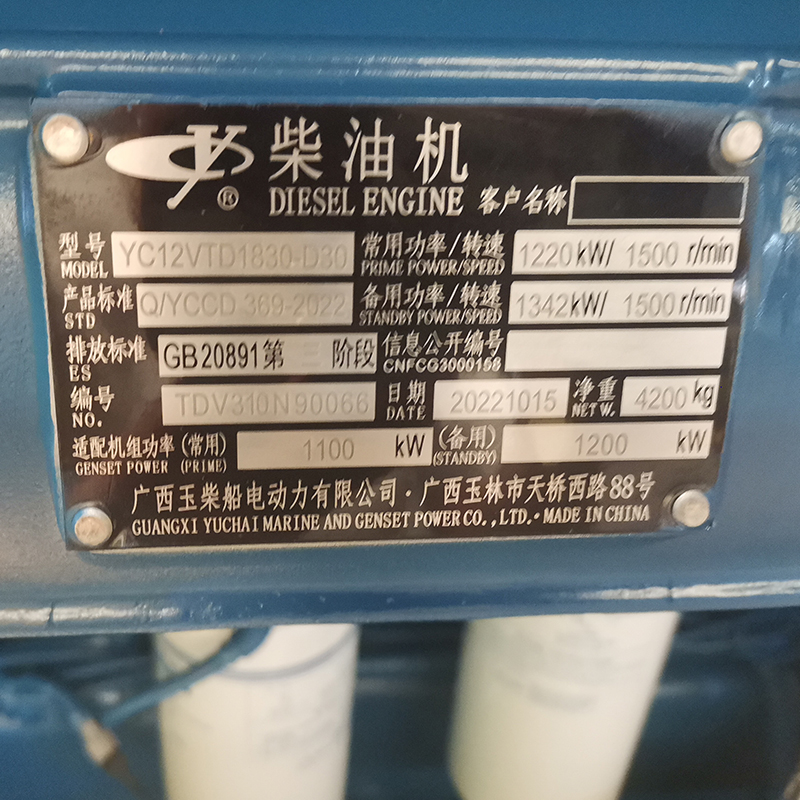 柴油机
DIESEL ENGINE 客户名称
®
型号 YC12VTD1830-D30 常用功率/转速 1220kW/ 1500 r/min
MODEL PRIME POWER/SPEED
产品标准 Q/YCCD 369-2022 备用功率/转速 1342kW/ 1500 r/min
STD STANDBY POWER/SPEED
排放标准 GB20891第 三 阶段 信息公开编号
ES CNFCG3000158
编号 TDV310N90066 日期 20221015 净重 4200kg
NO. DATE NET W.
适配机组功率(常用) 1100 kW (备用) 1200 kW
GENSET POWER (PRIME) (STANDBY)
广西玉柴船电动力有限公司·广西玉林市天桥西路88号
GUANGXI YUCHAI MARINE AND GENSET POWER CO., LTD.·MADE IN CHINA